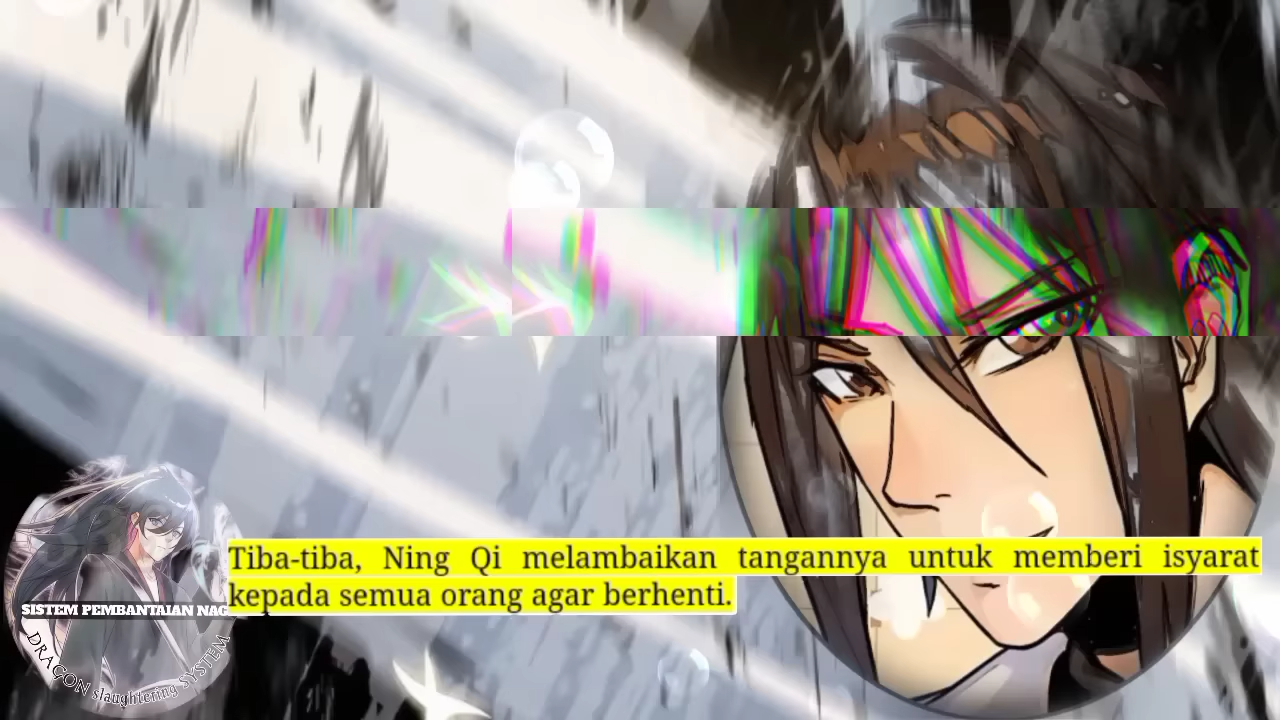 Tiba-tiba, Ning Qi melambaikan tangannya untuk memberi isyarat
kepada semua orang agar berhenti.
SISTEM PEMBANTAIAN NAG
DRAGON slaughtering SYSTEM